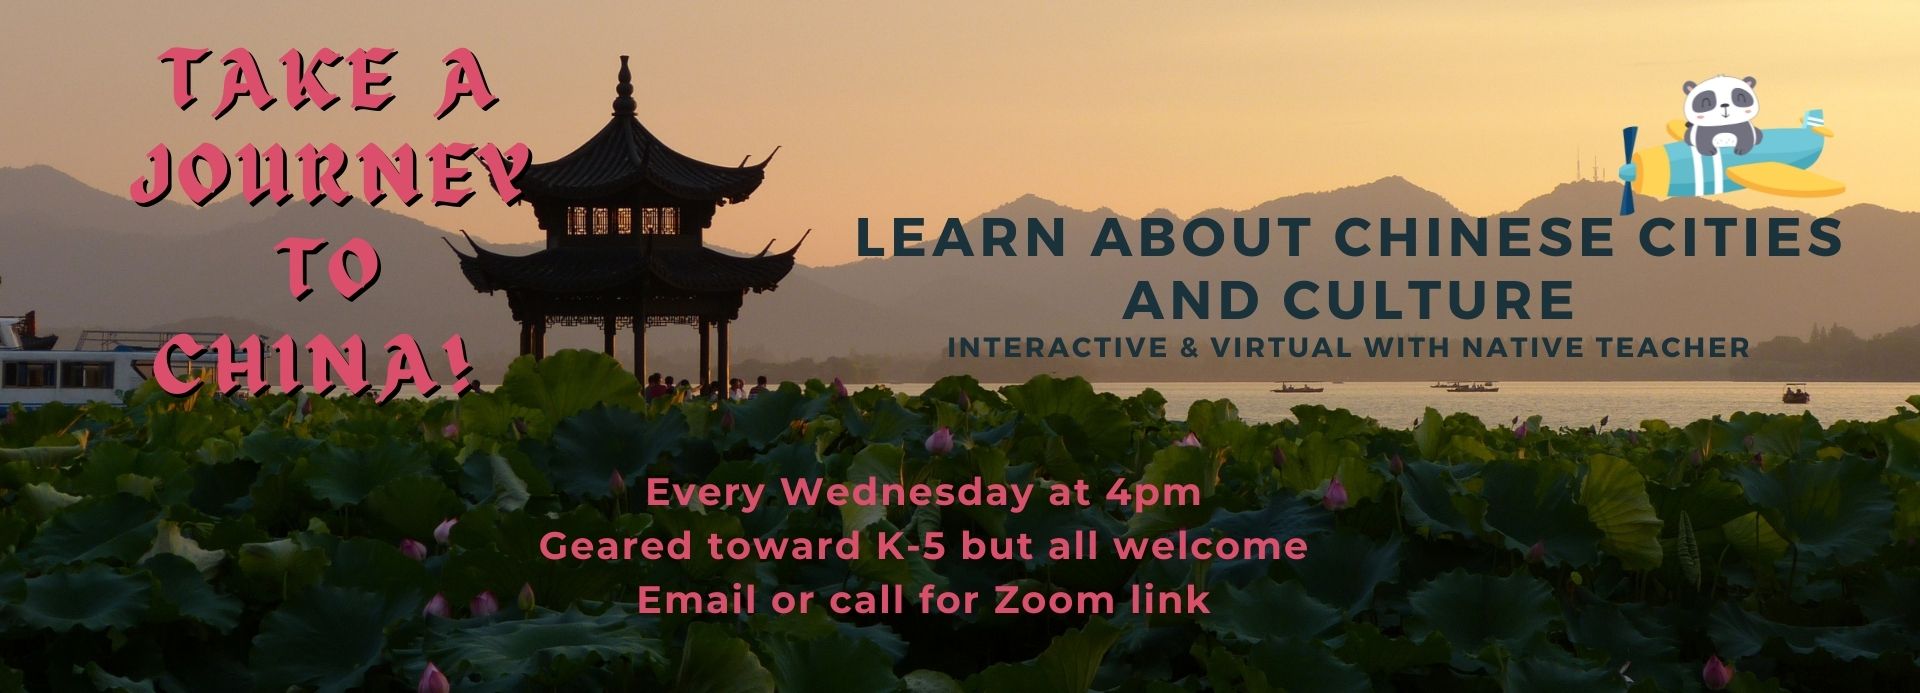 TAKE A
JOURNEY
TO
CHINA!
LEARN ABOUT CHINESE CITIES
AND CULTURE
INTERACTIVE & VIRTUAL WITH NATIVE TEACHER
Every Wednesday at 4pm
Geared toward K-5 but all welcome
Email or call for Zoom link